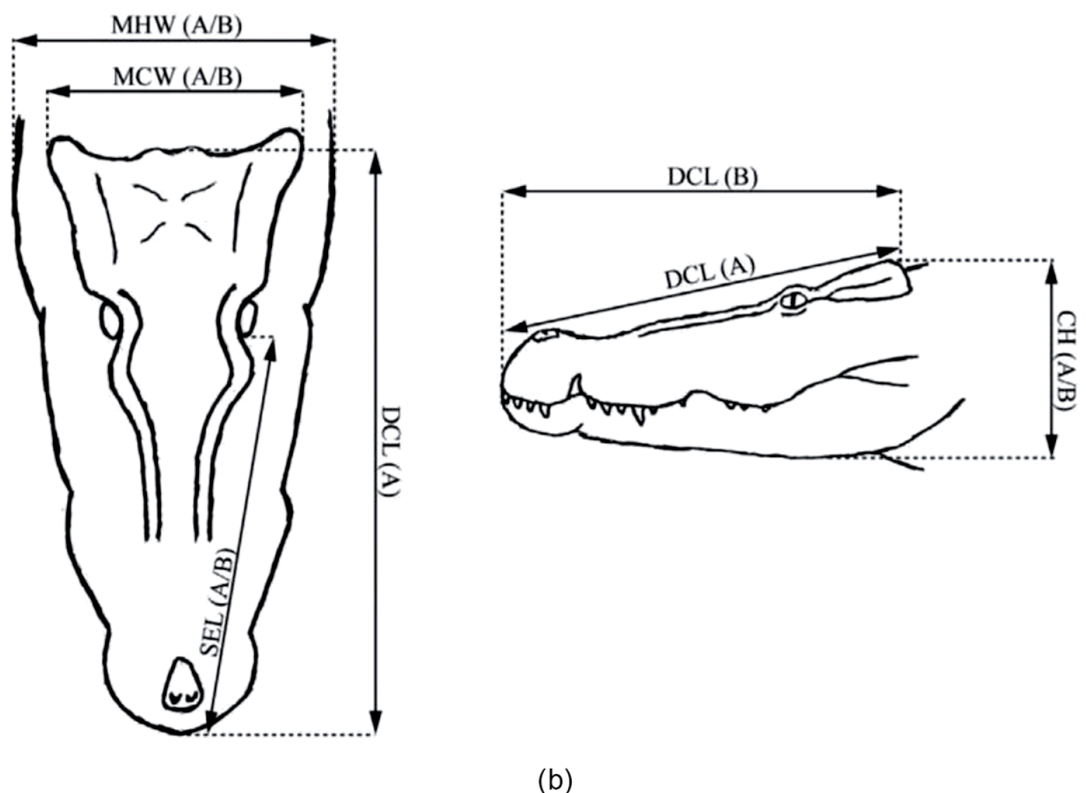 MHW (A/B)
MCW (A/B)
DCL (A)
SEL (A/B)
DCL (B)
DCL (A)
CH (A/B)
(b)